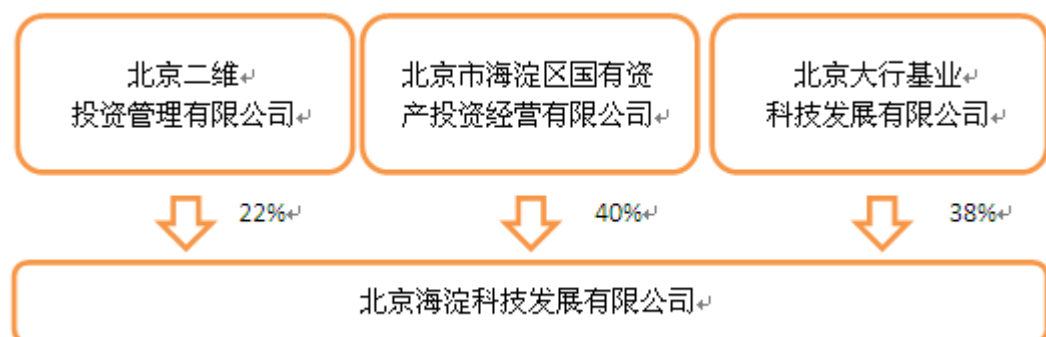 北京二维
投资管理有限公司
北京市海淀区国有资
产投资经营有限公司
北京大行基业
科技发展有限公司
22%
40%
38%
北京海淀科技发展有限公司